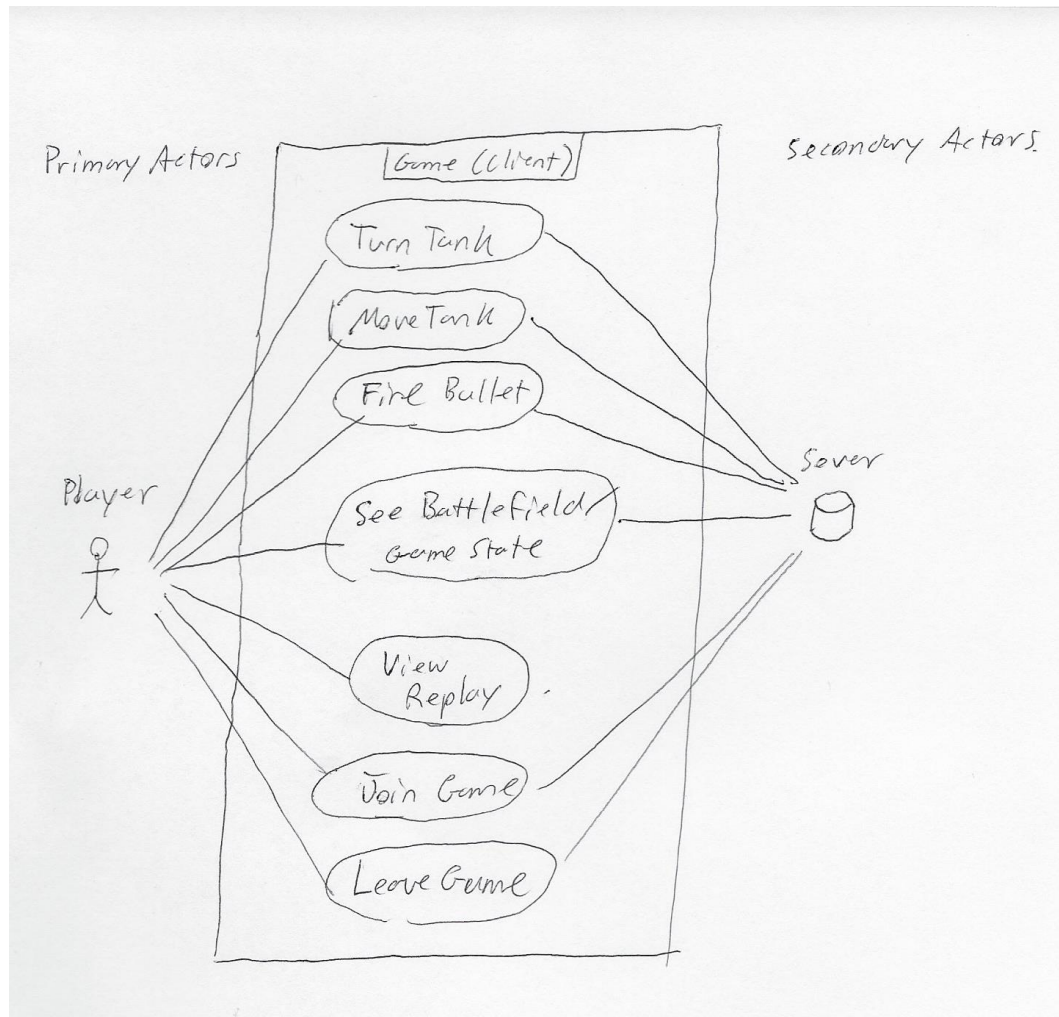 Primary Actors
Game (Client)
Secondary Actors.
Turn Tank
Move Tank
Fire Bullet
Player
See Battlefield/
Game State
Sever
View
Replay
Join Game
Leave Game